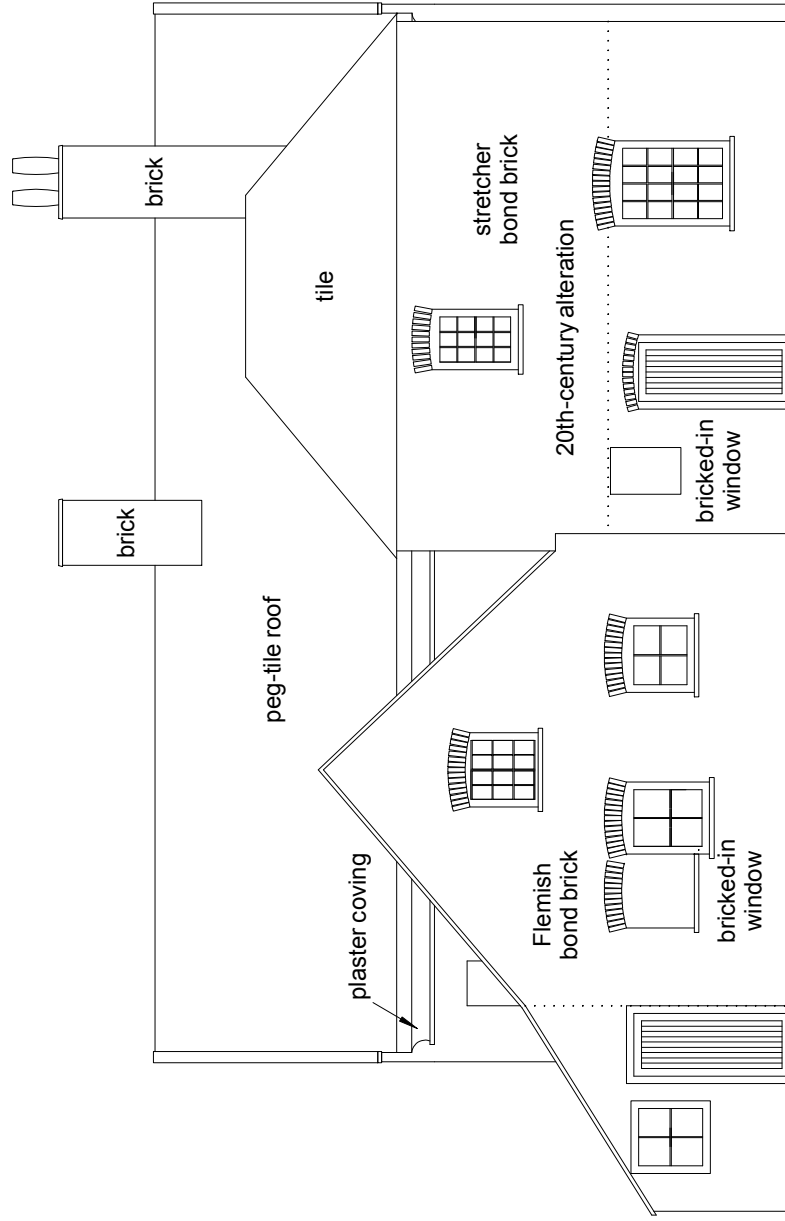 brick
brick
peg-tile roof
tile
plaster coving
stretcher
bond brick
Flemish
bond brick
20th-century alteration
bricked-in
window
bricked-in
window